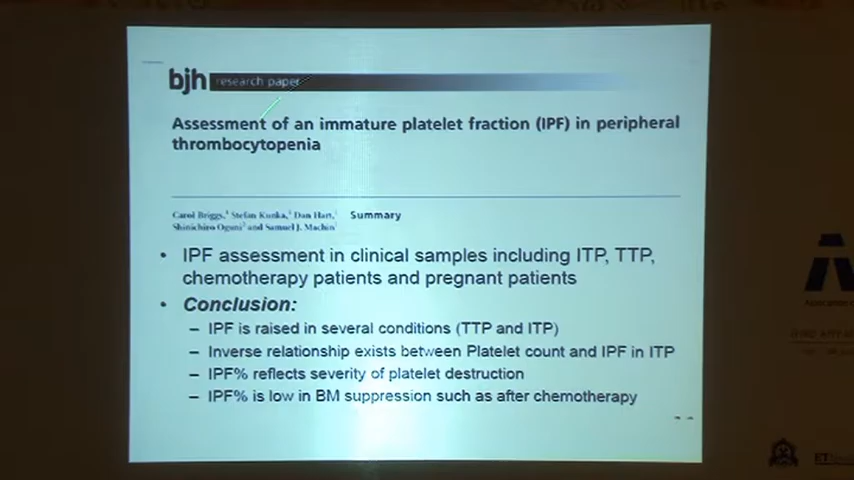 bjh research paper
Assessment of an immature platelet fraction (IPF) in peripheral
thrombocytopenia
Carol Briggs, Stefan Kunka, Dan Hart, Summary
Shinichiro Oguni and Samuel J. Machin
• IPF assessment in clinical samples including ITP, TTP,
chemotherapy patients and pregnant patients
• Conclusion:
– IPF is raised in several conditions (TTP and ITP)
– Inverse relationship exists between Platelet count and IPF in ITP
– IPF% reflects severity of platelet destruction
– IPF% is low in BM suppression such as after chemotherapy